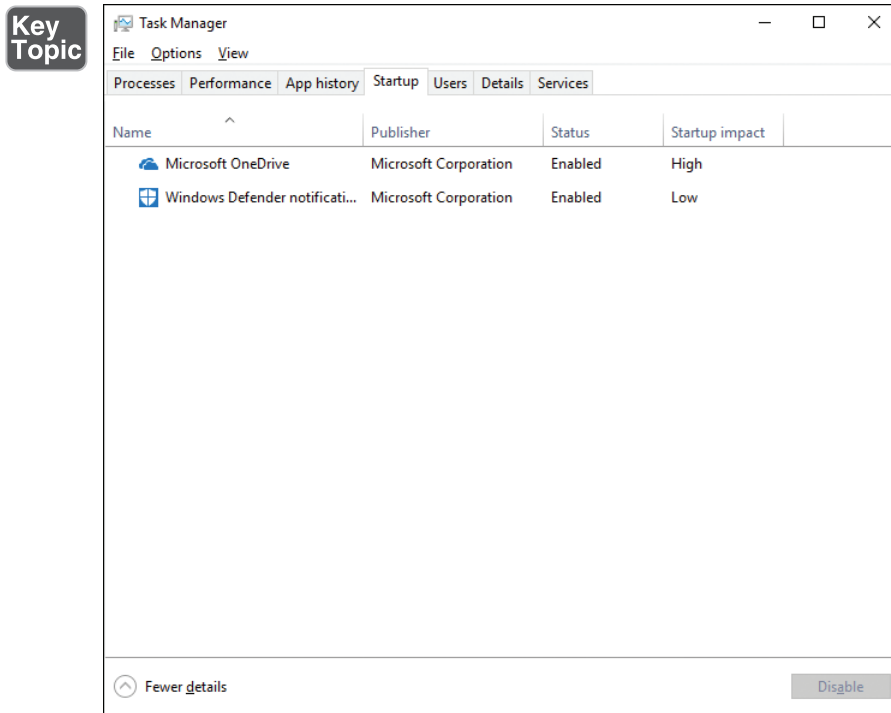 Key
Topic
Task Manager
File Options View
Processes Performance App history Startup Users Details Services
Name Publisher Status Startup impact
Microsoft OneDrive Microsoft Corporation Enabled High
Windows Defender notificati... Microsoft Corporation Enabled Low
Fewer details Disable